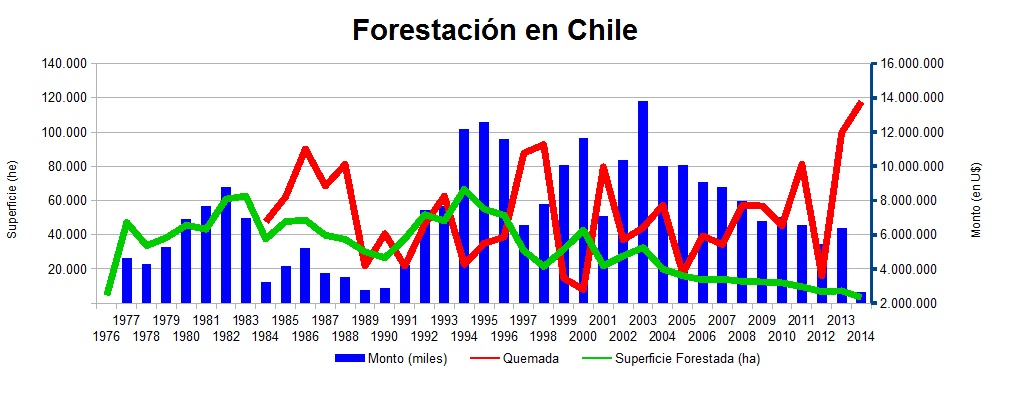 Forestación en Chile
140.000
120.000
100.000
80.000
60.000
40.000
20.000
Superficie (ha)
16.000.000
14.000.000
12.000.000
10.000.000
8.000.000
6.000.000
4.000.000
2.000.000
Monto (en U$)
1977 1979 1981 1983 1985 1987 1989 1991 1993 1995 1997 1999 2001 2003 2005 2007 2009 2011 2013
1976 1978 1980 1982 1984 1986 1988 1990 1992 1994 1996 1998 2000 2002 2004 2006 2008 2010 2012 2014
Monto (miles) Quemada Superficie Forestada (ha)